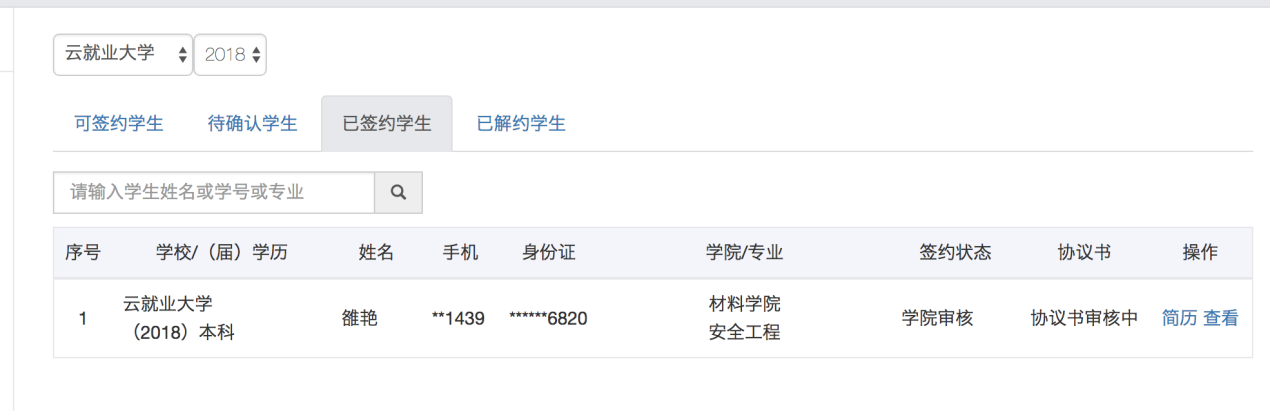 云就业大学 2018
可签约学生 待确认学生 已签约学生 已解约学生
请输入学生姓名或学号或专业
序号 学校/（届）学历 姓名 手机 身份证 学院/专业 签约状态 协议书 操作
1 云就业大学 雒艳 **1439 ******6820 材料学院 学院审核 协议书审核中 简历 查看
（2018）本科 安全工程